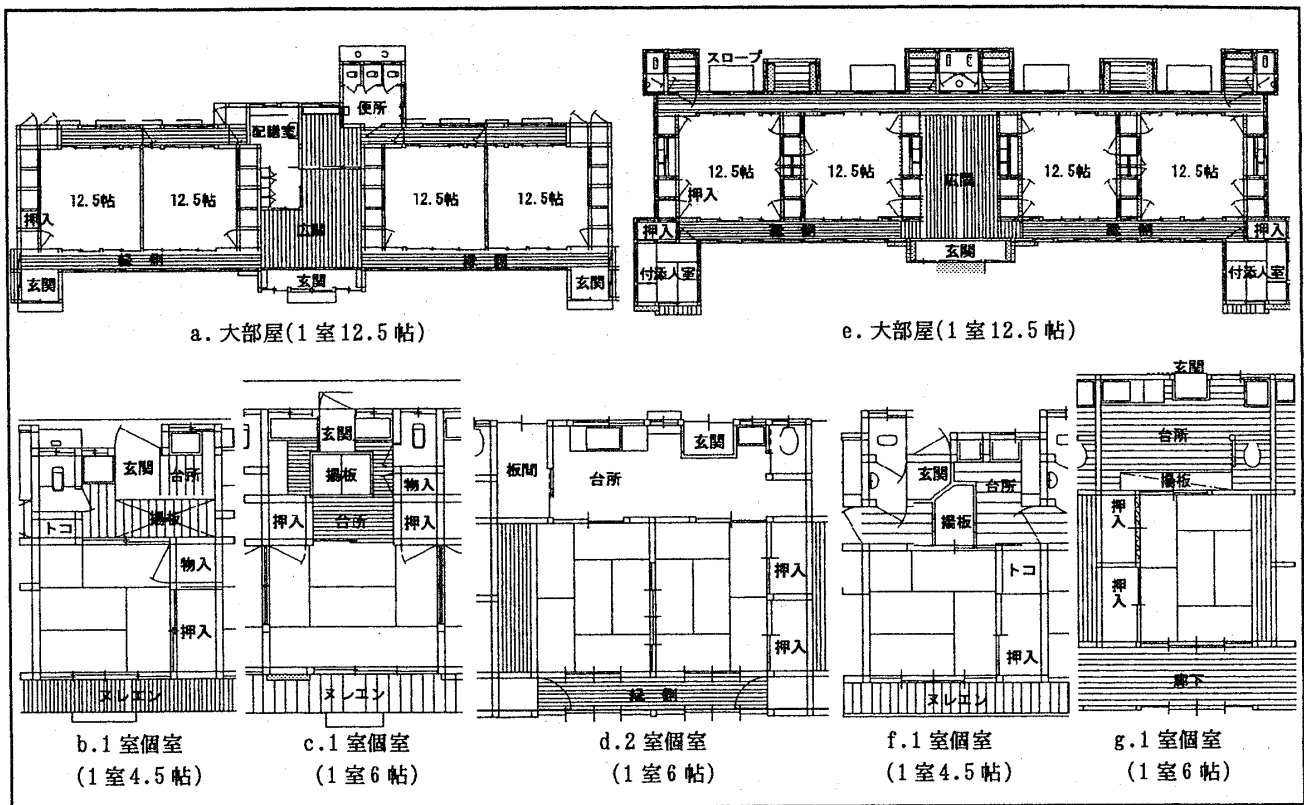 便所
配膳室
12.5帖
12.5帖
12.5帖
12.5帖
押入
広間
縁側
縁側
玄関
玄関
玄関
a.大部屋(1室12.5帖)
スロープ
12.5帖
12.5帖
12.5帖
12.5帖
押入
広間
押入
縁側
縁側
押入
付添人室
玄関
付添人室
e.大部屋(1室12.5帖)
玄関
台所
揚板
トコ
物入
押入
ヌレエン
b.1室個室
(1室4.5帖)
玄関
揚板
物入
押入
台所
押入
ヌレエン
c.1室個室
(1室6帖)
玄関
板間
台所
押入
押入
縁側
d.2室個室
(1室6帖)
玄関
台所
揚板
トコ
押入
ヌレエン
f.1室個室
(1室4.5帖)
玄関
台所
揚板
押入
押入
廊下
g.1室個室
(1室6帖)